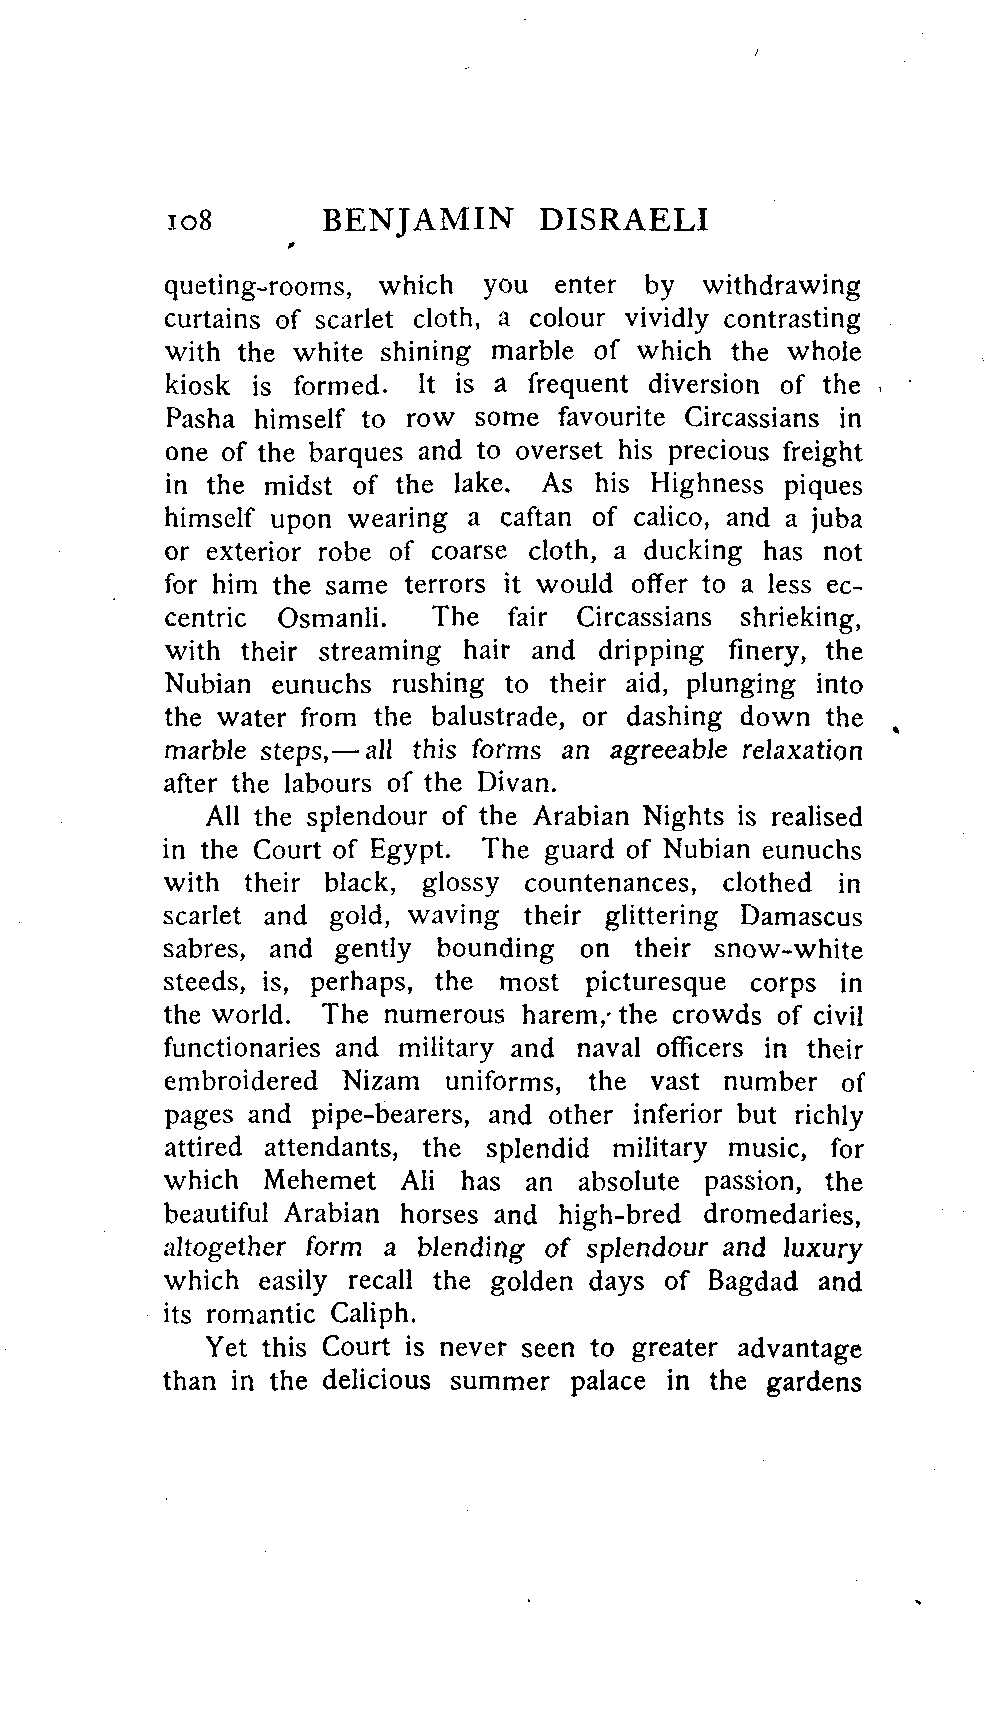 108 BENJAMIN DISRAELI
queting-rooms, which you enter by withdrawing
curtains of scarlet cloth, a colour vividly contrasting
with the white shining marble of which the whole
kiosk is formed. It is a frequent diversion of the
Pasha himself to row some favourite Circassians in
one of the barques and to overset his precious freight
in the midst of the lake. As his Highness piques
himself upon wearing a caftan of calico, and a juba
or exterior robe of coarse cloth, a ducking has not
for him the same terrors it would offer to a less ec-
centric Osmanli. The fair Circassians shrieking,
with their streaming hair and dripping finery, the
Nubian eunuchs rushing to their aid, plunging into
the water from the balustrade, or dashing down the
marble steps,—all this forms an agreeable relaxation
after the labours of the Divan.
All the splendour of the Arabian Nights is realised
in the Court of Egypt. The guard of Nubian eunuchs
with their black, glossy countenances, clothed in
scarlet and gold, waving their glittering Damascus
sabres, and gently bounding on their snow-white
steeds, is, perhaps, the most picturesque corps in
the world. The numerous harem, the crowds of civil
functionaries and military and naval officers in their
embroidered Nizam uniforms, the vast number of
pages and pipe-bearers, and other inferior but richly
attired attendants, the splendid military music, for
which Mehemet Ali has an absolute passion, the
beautiful Arabian horses and high-bred dromedaries,
altogether form a blending of splendour and luxury
which easily recall the golden days of Bagdad and
its romantic Caliph.
Yet this Court is never seen to greater advantage
than in the delicious summer palace in the gardens